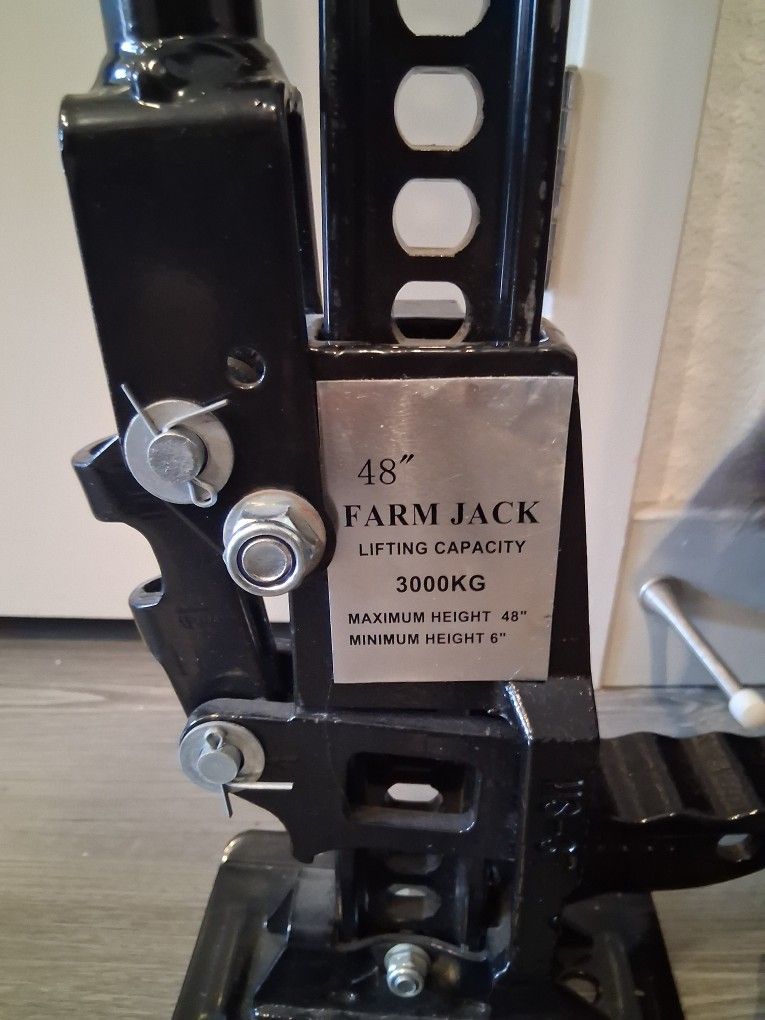 48"
FARM JACK
LIFTING CAPACITY
3000KG
MAXIMUM HEIGHT 48"
MINIMUM HEIGHT 6"